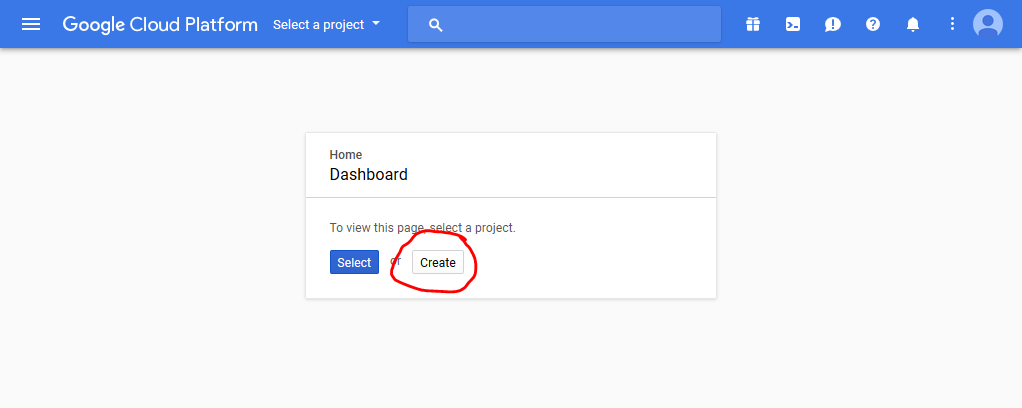 Google Cloud Platform Select a project
Home
Dashboard
To view this page, select a project.
Select or Create